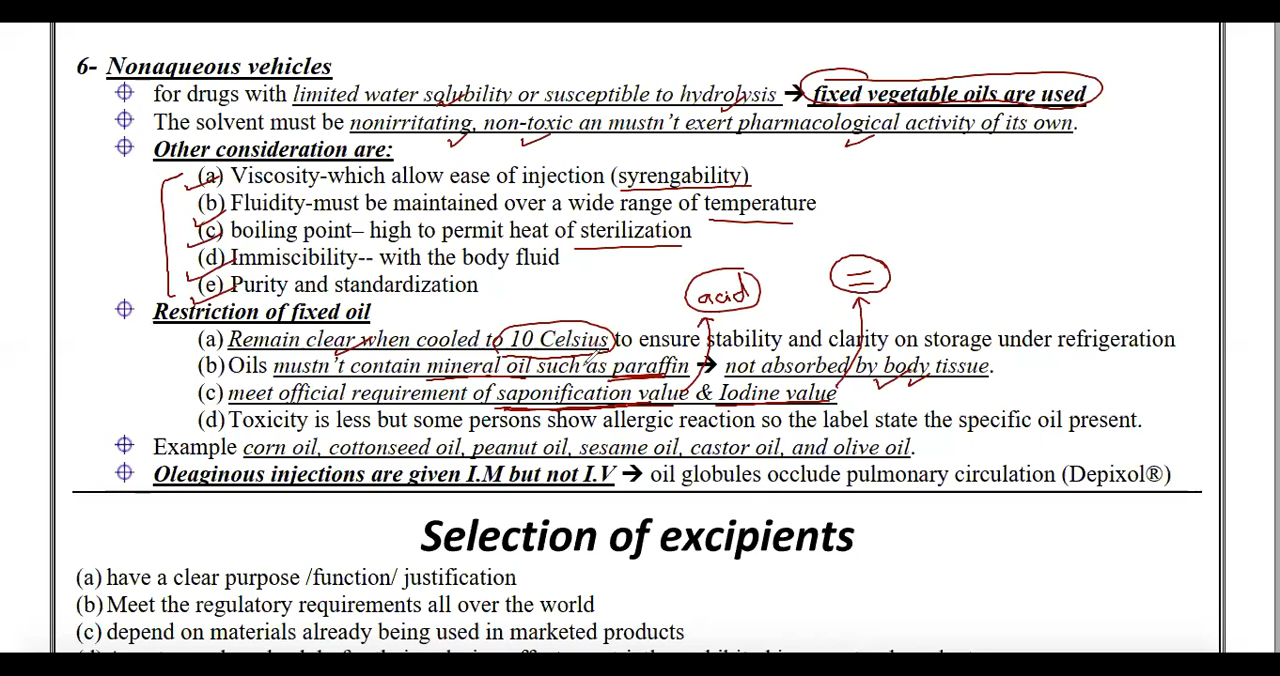 6- Nonaqueous vehicles
for drugs with limited water solubility or susceptible to hydrolysis ➔ fixed vegetable oils are used
The solvent must be nonirritating, non-toxic an mustn't exert pharmacological activity of its own.
Other consideration are:
(a) Viscosity-which allow ease of injection (syrengability)
(b) Fluidity-must be maintained over a wide range of temperature
(c) boiling point– high to permit heat of sterilization
(d) Immiscibility-- with the body fluid
(e) Purity and standardization
acid
=
Restriction of fixed oil
(a) Remain clear when cooled to 10 Celsius to ensure stability and clarity on storage under refrigeration
(b) Oils mustn't contain mineral oil such as paraffin ➔ not absorbed by body tissue.
(c) meet official requirement of saponification value & Iodine value
(d) Toxicity is less but some persons show allergic reaction so the label state the specific oil present.
Example corn oil, cottonseed oil, peanut oil, sesame oil, castor oil, and olive oil.
Oleaginous injections are given I.M but not I.V ➔ oil globules occlude pulmonary circulation (Depixol®)
Selection of excipients
(a) have a clear purpose /function/ justification
(b) Meet the regulatory requirements all over the world
(c) depend on materials already being used in marketed products